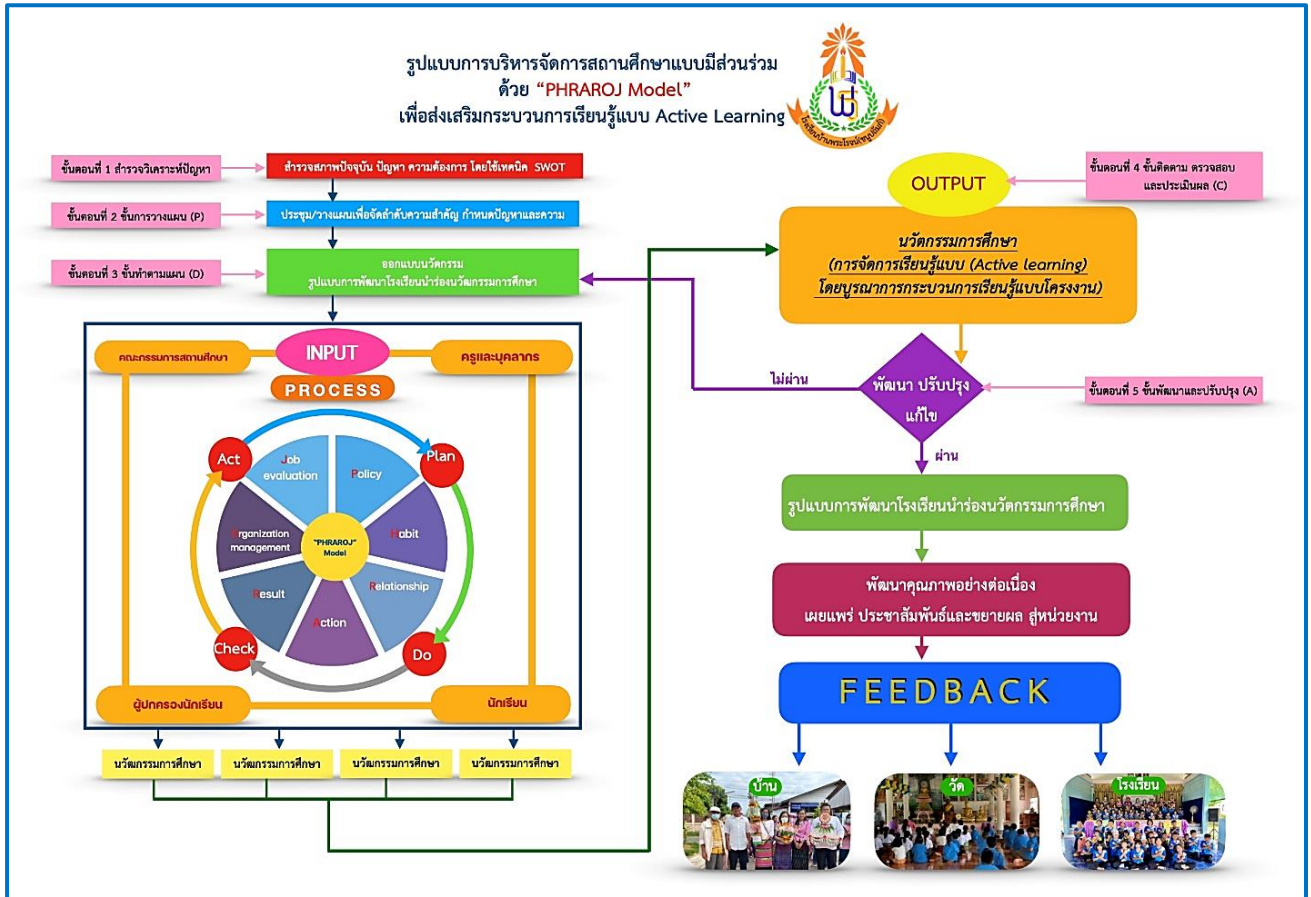 รูปแบบการบริหารจัดการสถานศึกษาแบบมีส่วนร่วม
ด้วย “PHRAROJ Model”
เพื่อส่งเสริมกระบวนการเรียนรู้แบบ Active Learning
โรงเรียนบ้านพระโรจน์
ขั้นตอนที่ 1 สำรวจวิเคราะห์ปัญหา
สำรวจสภาพปัจจุบัน ปัญหา ความต้องการ โดยใช้เทคนิค SWOT
ขั้นตอนที่ 2 ขั้นการวางแผน (P)
ประชุม/วางแผนเพื่อจัดลำดับความสำคัญ กำหนดปัญหาและความ
ขั้นตอนที่ 3 ขั้นทำตามแผน (D)
ออกแบบนวัตกรรม
รูปแบบการพัฒนาโรงเรียนนำร่องนวัฒกรรมการศึกษา
INPUT
PROCESS
คณะกรรมการสถานศึกษา
ครูและบุคลากร
Act
Plan
Job
evaluation
Policy
Organization
management
Habit
“PHRAROJ”
Model
Result
Relationship
Action
Check
Do
ผู้ปกครองนักเรียน
นักเรียน
นวัฒกรรมการศึกษา
นวัฒกรรมการศึกษา
นวัฒกรรมการศึกษา
นวัฒกรรมการศึกษา
OUTPUT
ขั้นตอนที่ 4 ขั้นติดตาม ตรวจสอบ
และประเมินผล (C)
นวัตกรรมการศึกษา
(การจัดการเรียนรู้แบบ (Active learning)
โดยบูรณาการกระบวนการเรียนรู้แบบโครงงาน)
ไม่ผ่าน
พัฒนา ปรับปรุง
แก้ไข
ขั้นตอนที่ 5 ขั้นพัฒนาและปรับปรุง (A)
ผ่าน
รูปแบบการพัฒนาโรงเรียนนำร่องนวัตกรรมการศึกษา
พัฒนาคุณภาพอย่างต่อเนื่อง
เผยแพร่ ประชาสัมพันธ์และขยายผล สู่หน่วยงาน
FEEDBACK
บ้าน
วัด
โรงเรียน